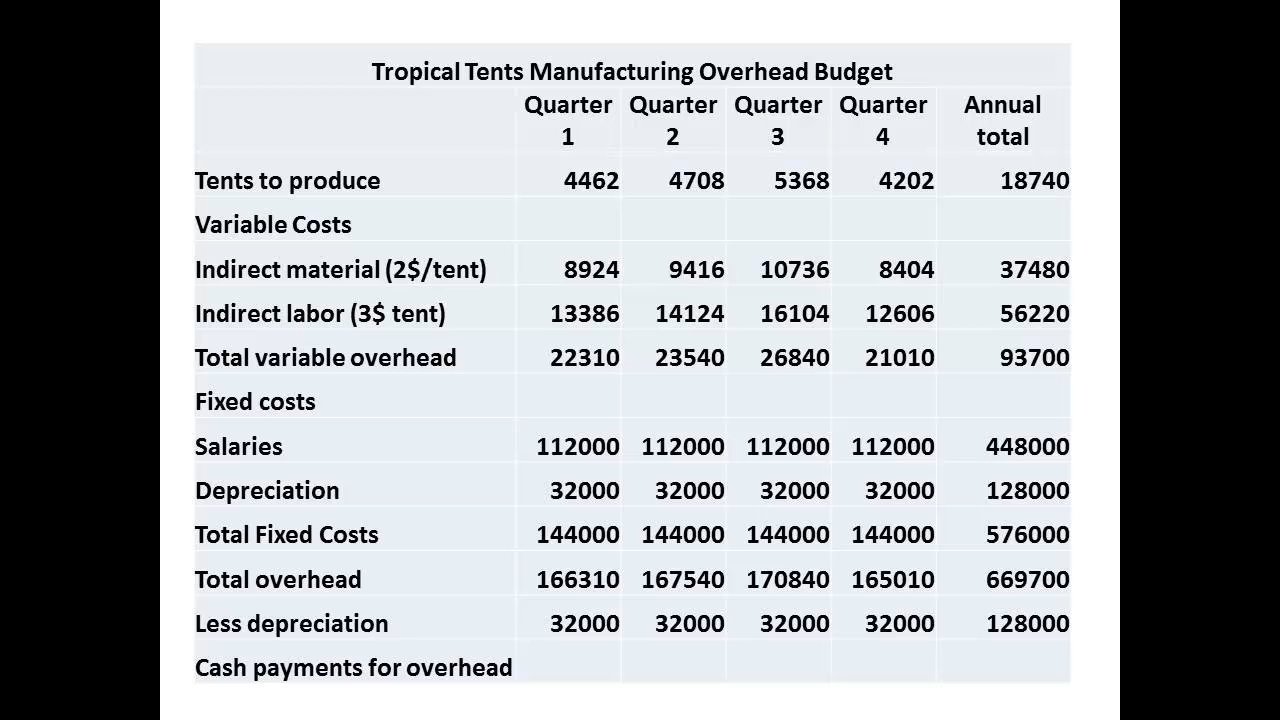 Tropical Tents Manufacturing Overhead Budget
Quarter 1 Quarter 2 Quarter 3 Quarter 4 Annual total
Tents to produce 4462 4708 5368 4202 18740
Variable Costs
Indirect material (2$/tent) 8924 9416 10736 8404 37480
Indirect labor (3$ tent) 13386 14124 16104 12606 56220
Total variable overhead 22310 23540 26840 21010 93700
Fixed costs
Salaries 112000 112000 112000 112000 448000
Depreciation 32000 32000 32000 32000 128000
Total Fixed Costs 144000 144000 144000 144000 576000
Total overhead 166310 167540 170840 165010 669700
Less depreciation 32000 32000 32000 32000 128000
Cash payments for overhead